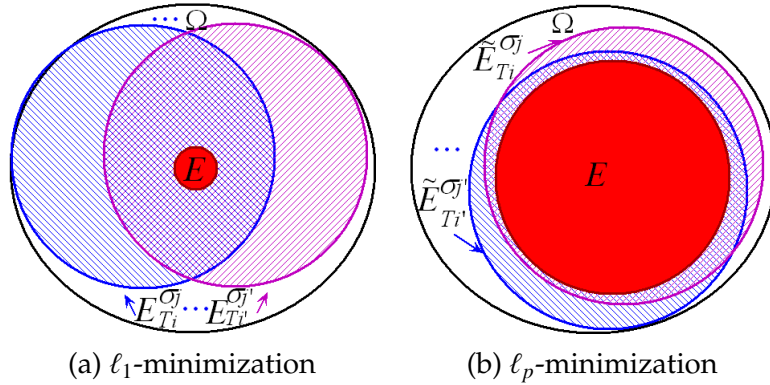 ... Ω
E
E_{Ti}^{σj} ... E_{Ti'}^{σj'}
(a) ℓ₁-minimization
Ω
Ẽ_{Ti}^{σj}
...
E
Ẽ_{Ti'}^{σj'}
(b) ℓₚ-minimization